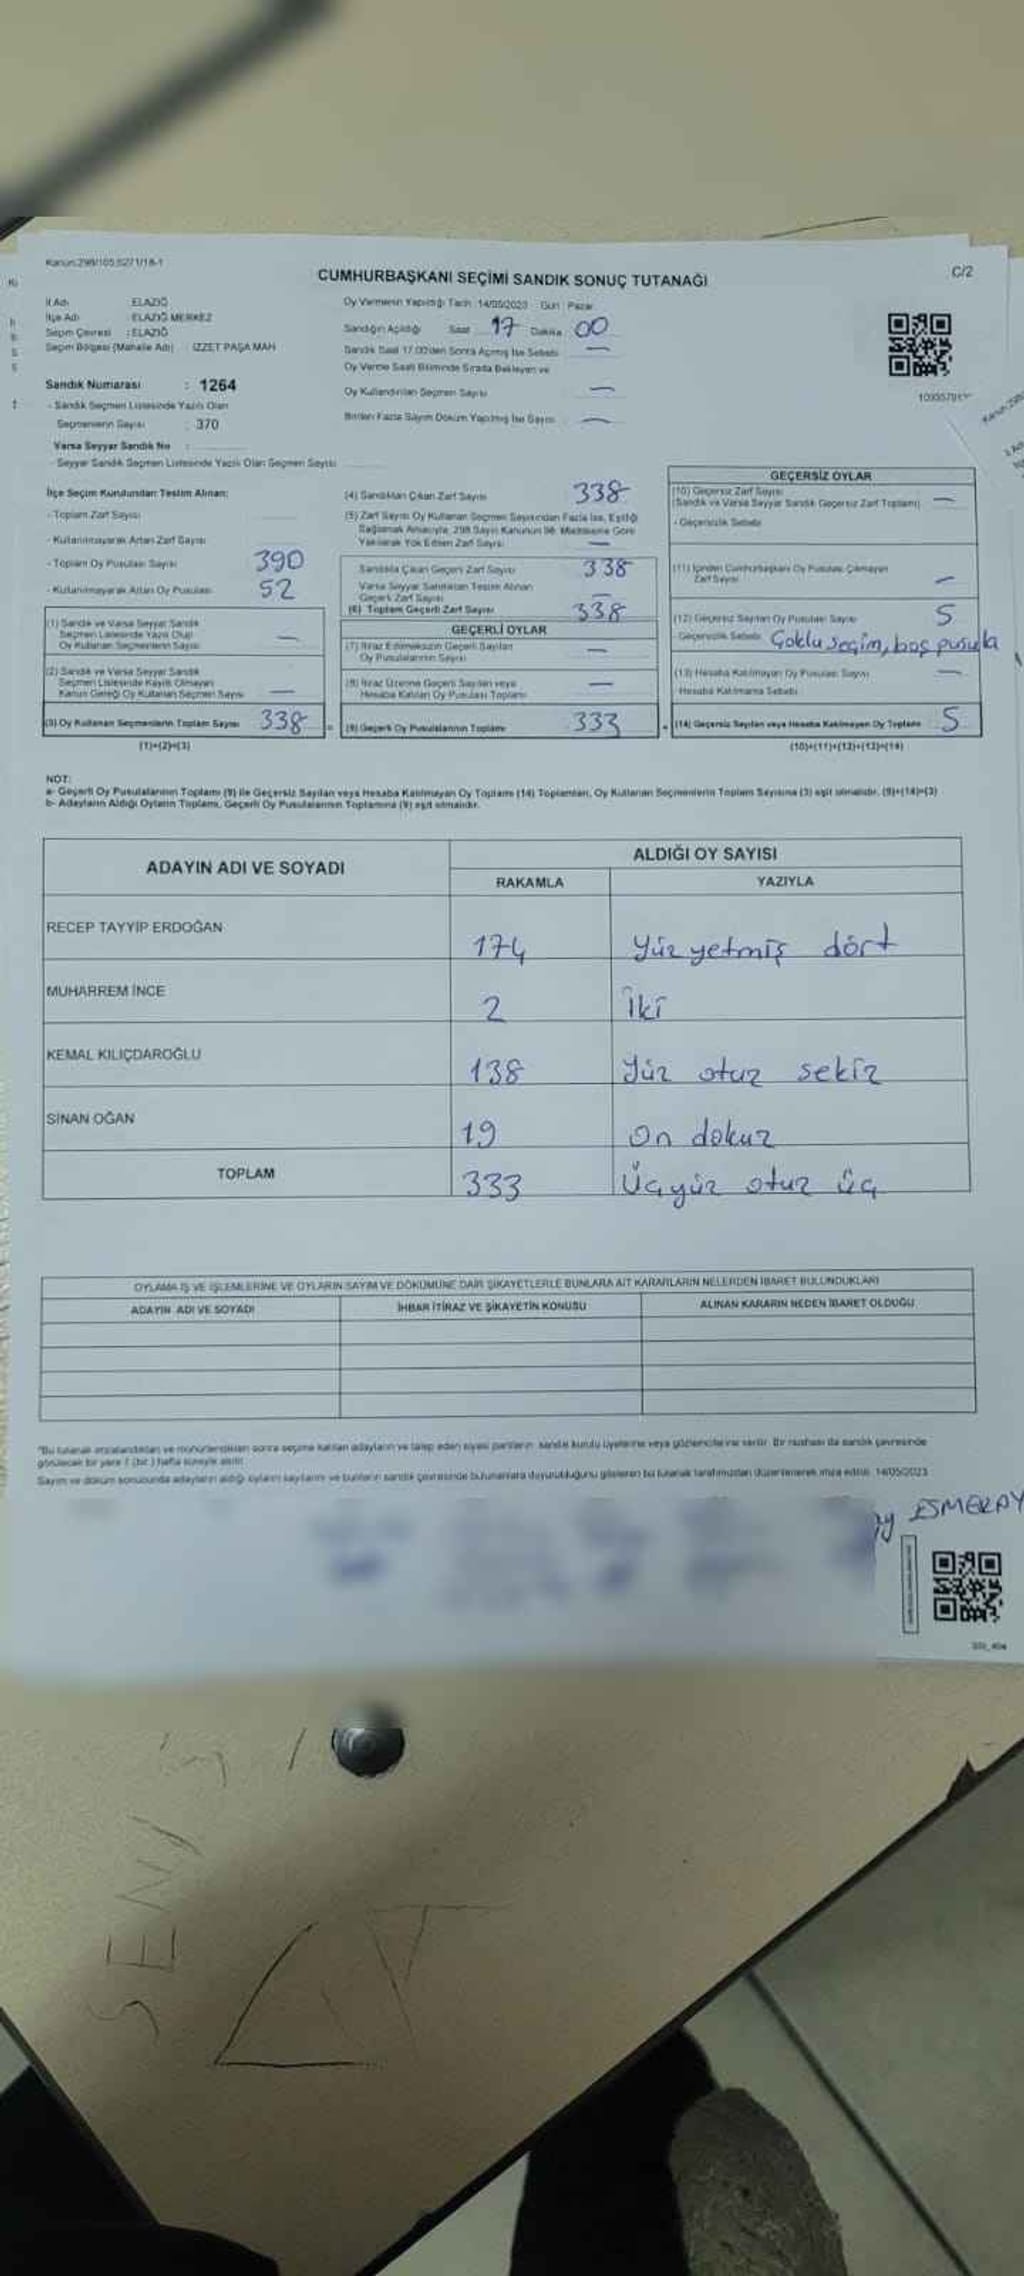 Kanun:298/105,6271/18-1
CUMHURBAŞKANI SEÇİMİ SANDIK SONUÇ TUTANAĞI
C/2
İl Adı : ELAZIĞ
İlçe Adı : ELAZIĞ MERKEZ
Seçim Çevresi : ELAZIĞ
Seçim Bölgesi (Mahalle Adı) : İZZET PAŞA MAH
Sandık Numarası : 1264
- Sandık Seçmen Listesinde Yazılı Olan
Seçmenlerin Sayısı : 370
Varsa Seyyar Sandık No :
- Seyyar Sandık Seçmen Listesinde Yazılı Olan Seçmen Sayısı
Oy Vermenin Yapıldığı Tarih :14/05/2023 Gün : Pazar
Sandığın Açıldığı Saat 17 Dakika 00
Sandık Saat 17.00'den Sonra Açılmış İse Sebebi —
Oy Verme Saati Bitiminde Sırada Bekleyen ve
Oy Kullandırılan Seçmen Sayısı —
Birden Fazla Sayım Döküm Yapılmış İse Sayısı —
İlçe Seçim Kurulundan Teslim Alınan:
- Toplam Zarf Sayısı
- Kullanılmayarak Artan Zarf Sayısı
- Toplam Oy Pusulası Sayısı 390
- Kullanılmayarak Artan Oy Pusulası 52
(1) Sandık ve Varsa Seyyar Sandık
Seçmen Listesinde Yazılı Olup
Oy Kullanan Seçmenlerin Sayısı —
(2) Sandık ve Varsa Seyyar Sandık
Seçmen Listesinde Kayıtlı Olmayan
Kanun Gereği Oy Kullanan Seçmen Sayısı —
(3) Oy Kullanan Seçmenlerin Toplam Sayısı 338
(1)+(2)=(3)
(4) Sandıktan Çıkan Zarf Sayısı 338
(5) Zarf Sayısı Oy Kullanan Seçmen Sayısından Fazla İse, Eşitliği
Sağlamak Amacıyla, 298 Sayılı Kanunun 98. Maddesine Göre
Yakılarak Yok Edilen Zarf Sayısı —
Sandıkta Çıkan Geçerli Zarf Sayısı 338
Varsa Seyyar Sandıktan Teslim Alınan
Geçerli Zarf Sayısı —
(6) Toplam Geçerli Zarf Sayısı 338
GEÇERLİ OYLAR
(7) İtiraz Edilmeksizin Geçerli Sayılan
Oy Pusulalarının Sayısı —
(8) İtiraz Üzerine Geçerli Sayılan veya
Hesaba Katılan Oy Pusulası Toplamı —
(9) Geçerli Oy Pusulalarının Toplamı 333
GEÇERSİZ OYLAR
(10) Geçersiz Zarf Sayısı
(Sandık ve Varsa Seyyar Sandık Geçersiz Zarf Toplamı) —
- Geçersizlik Sebebi
(11) İçinden Cumhurbaşkanı Oy Pusulası Çıkmayan
Zarf Sayısı —
(12) Geçersiz Sayılan Oy Pusulası Sayısı 5
- Geçersizlik Sebebi Çoklu seçim, boş pusula
(13) Hesaba Katılmayan Oy Pusulası Sayısı —
Hesaba Katılmama Sebebi
(14) Geçersiz Sayılan veya Hesaba Katılmayan Oy Toplamı 5
(10)+(11)+(12)+(13)=(14)
NOT:
a- Geçerli Oy Pusulalarının Toplamı (9) ile Geçersiz Sayılan veya Hesaba Katılmayan Oy Toplamı (14) Toplamları, Oy Kullanan Seçmenlerin Toplam Sayısına (3) eşit olmalıdır. (9)+(14)=(3)
b- Adayların Aldığı Oyların Toplamı, Geçerli Oy Pusulalarının Toplamına (9) eşit olmalıdır.
ADAYIN ADI VE SOYADI
ALDIĞI OY SAYISI
RAKAMLA YAZIYLA
RECEP TAYYİP ERDOĞAN 174 Yüz yetmiş dört
MUHARREM İNCE 2 İki
KEMAL KILIÇDAROĞLU 138 Yüz otuz sekiz
SİNAN OĞAN 19 On dokuz
TOPLAM 333 Üçyüz otuz üç
OYLAMA İŞ VE İŞLEMLERİNE VE OYLARIN SAYIM VE DÖKÜMÜNE DAİR ŞİKAYETLERLE BUNLARA AİT KARARLARIN NELERDEN İBARET BULUNDUKLARI
ADAYIN ADI VE SOYADI İHBAR İTİRAZ VE ŞİKAYETİN KONUSU ALINAN KARARIN NEDEN İBARET OLDUĞU
"Bu tutanak imzalandıktan ve mühürlendikten sonra seçime katılan adayların ve talep eden siyasi partilerin sandık kurulu üyelerine veya gözlemcilerine verilir. Bir nüshası da sandık çevresinde
görülecek bir yere 1 (bir) hafta süreyle asılır.
Sayım ve döküm sonucunda adayların aldığı oyların sayılarını ve bunların sandık çevresinde bulunanlara duyurulduğunu gösteren bu tutanak tarafımızdan düzenlenerek imza edildi. 14/05/2023
ESMERAY
SENİ